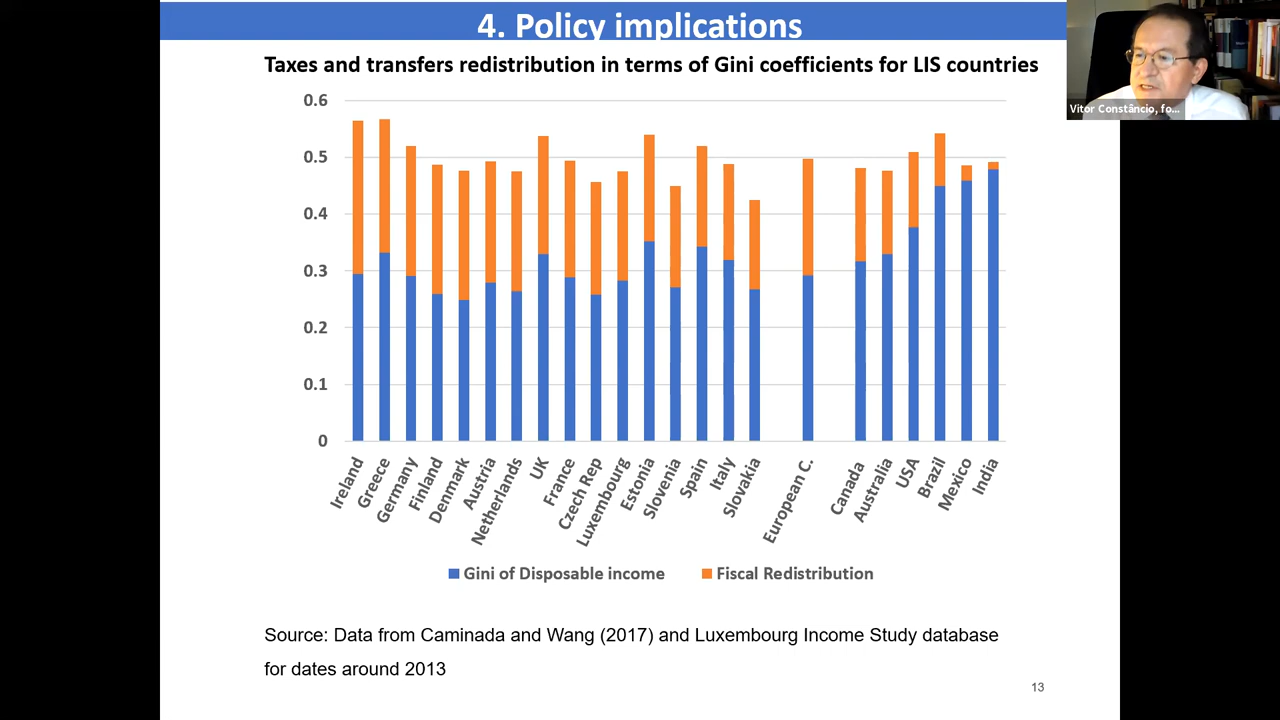 4. Policy implications
Taxes and transfers redistribution in terms of Gini coefficients for LIS countries
Vitor Constâncio, fo...
0.6
0.5
0.4
0.3
0.2
0.1
0
Ireland
Greece
Germany
Finland
Denmark
Austria
Netherlands
UK
France
Czech Rep
Luxembourg
Estonia
Slovenia
Spain
Italy
Slovakia
European C.
Canada
Australia
USA
Brazil
Mexico
India
Gini of Disposable income
Fiscal Redistribution
Source: Data from Caminada and Wang (2017) and Luxembourg Income Study database
for dates around 2013
13